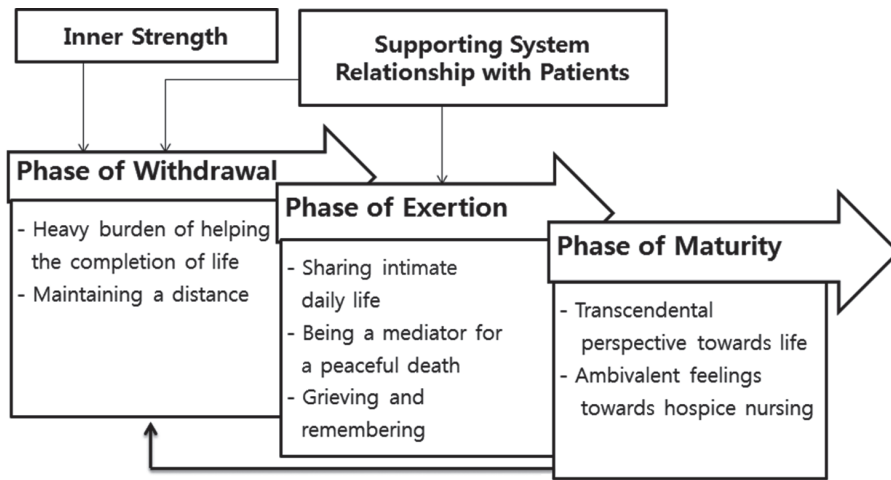 Inner Strength
Supporting System
Relationship with Patients
Phase of Withdrawal
- Heavy burden of helping
the completion of life
- Maintaining a distance
Phase of Exertion
- Sharing intimate
daily life
- Being a mediator for
a peaceful death
- Grieving and
remembering
Phase of Maturity
- Transcendental
perspective towards life
- Ambivalent feelings
towards hospice nursing